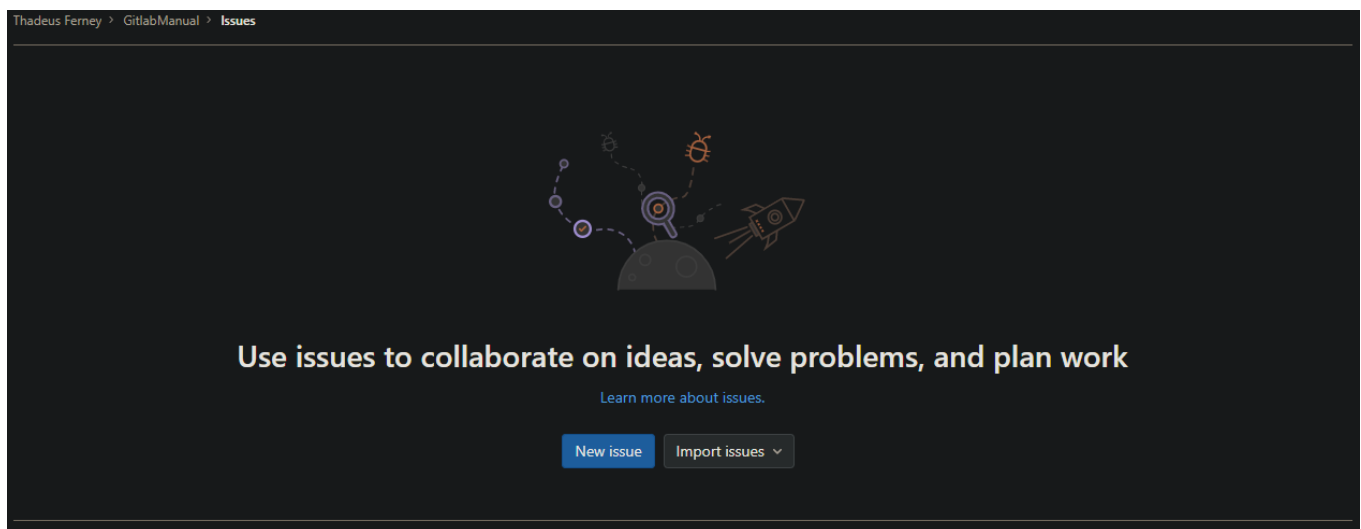 Thadeus Ferney > GitlabManual > Issues
Use issues to collaborate on ideas, solve problems, and plan work
Learn more about issues.
New issue
Import issues